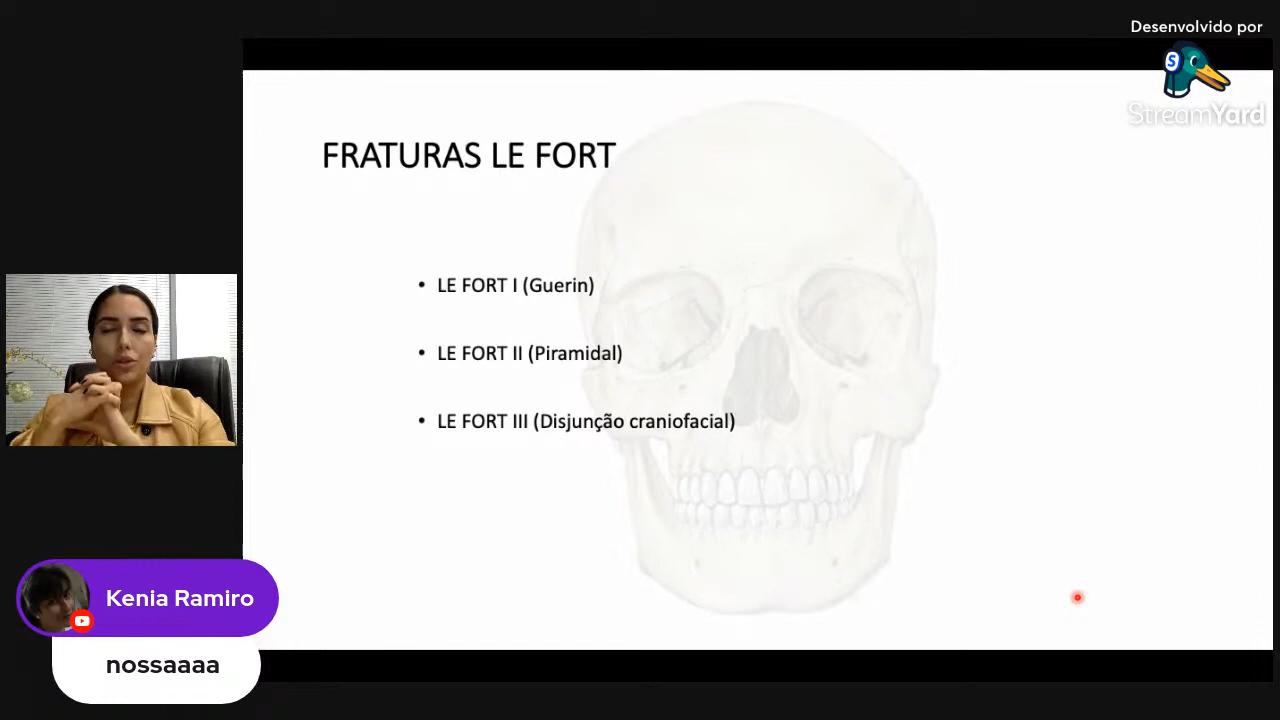 Desenvolvido por
S
StreamYard
FRATURAS LE FORT
• LE FORT I (Guerin)
• LE FORT II (Piramidal)
• LE FORT III (Disjunção craniofacial)
Kenia Ramiro
nossaaaa